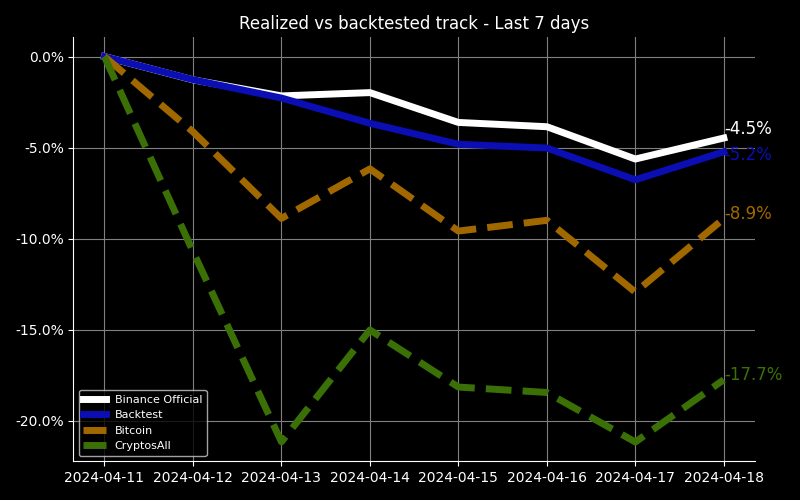 Realized vs backtested track - Last 7 days
0.0%
-5.0%
-10.0%
-15.0%
-20.0%
-4.5%
-5.2%
-8.9%
-17.7%
Binance Official
Backtest
Bitcoin
CryptosAll
2024-04-11 2024-04-12 2024-04-13 2024-04-14 2024-04-15 2024-04-16 2024-04-17 2024-04-18